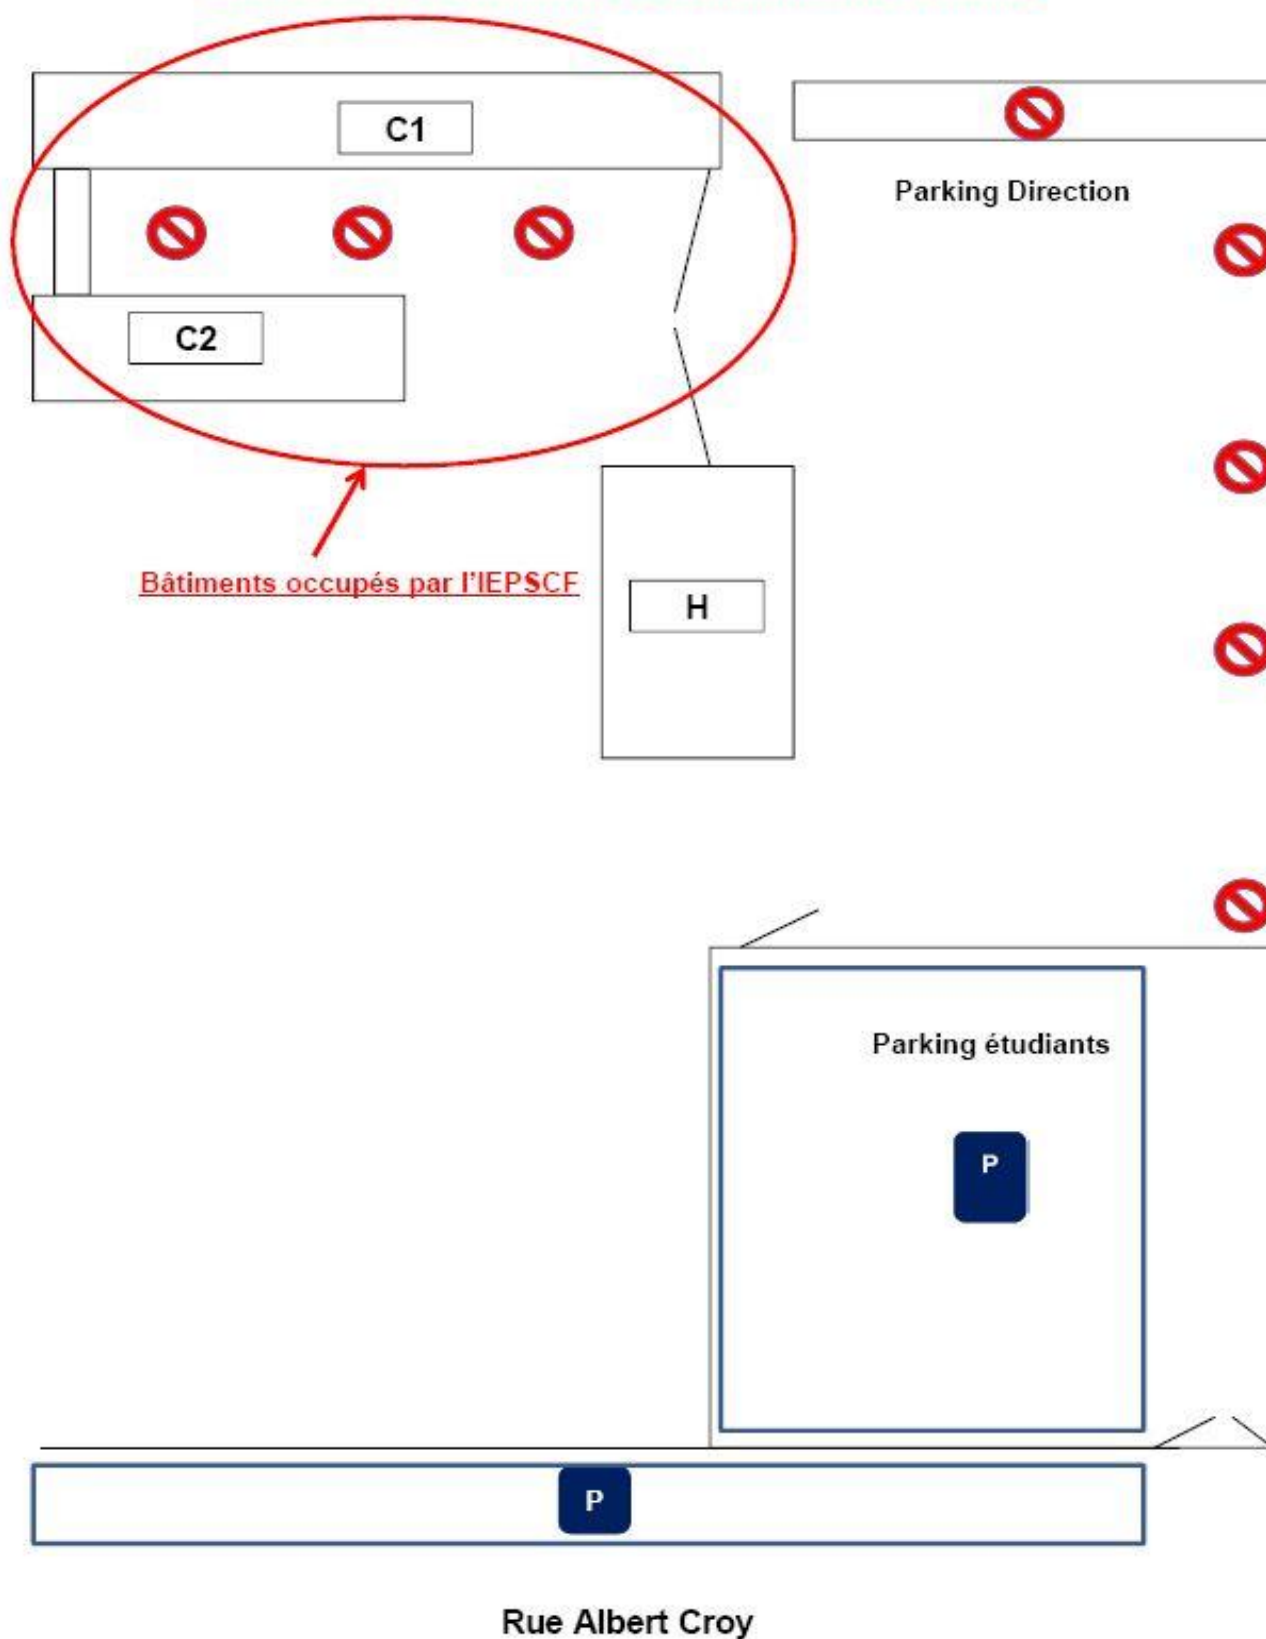 C1
Parking Direction
C2
Bâtiments occupés par l'IEPSCF
H
Parking étudiants
P
P
Rue Albert Croy